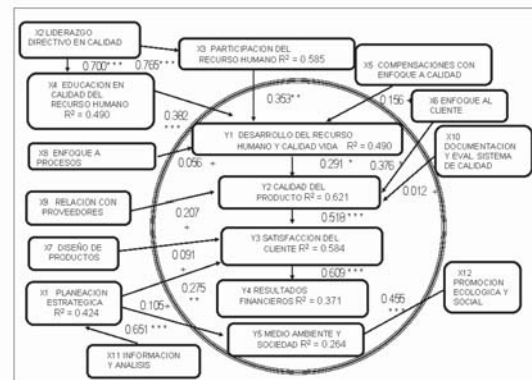 X2 LIDERAZGO
DIRECTIVO EN CALIDAD
0.700*** 0.765***
X3 PARTICIPACION DEL
RECURSO HUMANO R² = 0.585
X5 COMPENSACIONES CON
ENFOQUE A CALIDAD
X4 EDUCACION EN
CALIDAD DEL
RECURSO HUMANO
R² = 0.490
0.382
***
0.353**
0.156
X6 ENFOQUE AL
CLIENTE
Y1 DESARROLLO DEL RECURSO
HUMANO Y CALIDAD VIDA R² = 0.490
X10
DOCUMENTACION
Y EVAL. SISTEMA
DE CALIDAD
X8 ENFOQUE A
PROCESOS
0.056 +
0.291 *
0.376 *
0.012 +
Y2 CALIDAD DEL
PRODUCTO R² = 0.621
X9 RELACION CON
PROVEEDORES
0.207
+
0.518 ***
X7 DISEÑO DE
PRODUCTOS
Y3 SATISFACCION DEL
CLIENTE R² = 0.584
0.091
+
0.609 ***
X12
PROMOCION
ECOLOGICA Y
SOCIAL
X1 PLANEACION
ESTRATEGICA
R² = 0.424
0.275
**
Y4 RESULTADOS
FINANCIEROS R² = 0.371
0.455
***
0.105+
0.651 ***
Y5 MEDIO AMBIENTE Y
SOCIEDAD R² = 0.264
X11 INFORMACION
Y ANALISIS